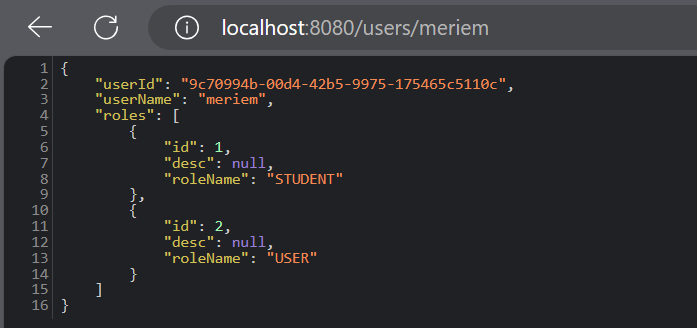 localhost:8080/users/meriem
1 {
2     "userId": "9c70994b-00d4-42b5-9975-175465c5110c",
3     "userName": "meriem",
4     "roles": [
5         {
6             "id": 1,
7             "desc": null,
8             "roleName": "STUDENT"
9         },
10         {
11             "id": 2,
12             "desc": null,
13             "roleName": "USER"
14         }
15     ]
16 }